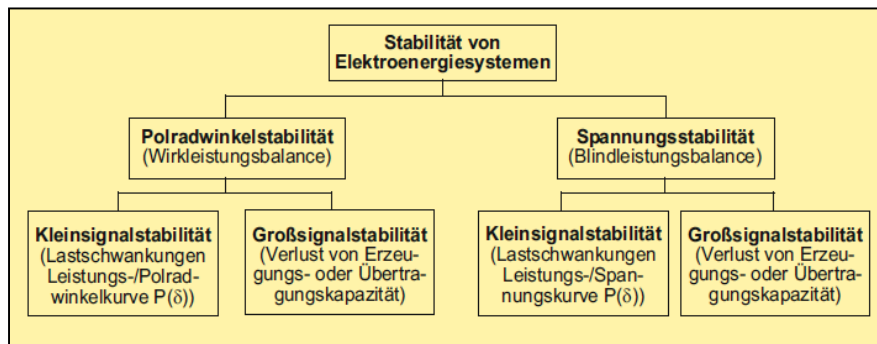 Stabilität von
Elektroenergiesystemen
Polradwinkelstabilität
(Wirkleistungsbalance)
Spannungsstabilität
(Blindleistungsbalance)
Kleinsignalstabilität
(Lastschwankungen
Leistungs-/Polrad-
winkelkurve P(δ))
Großsignalstabilität
(Verlust von Erzeu-
gungs- oder Übertra-
gungskapazität)
Kleinsignalstabilität
(Lastschwankungen
Leistungs-/Span-
nungskurve P(δ))
Großsignalstabilität
(Verlust von Erzeu-
gungs- oder Übertra-
gungskapazität)